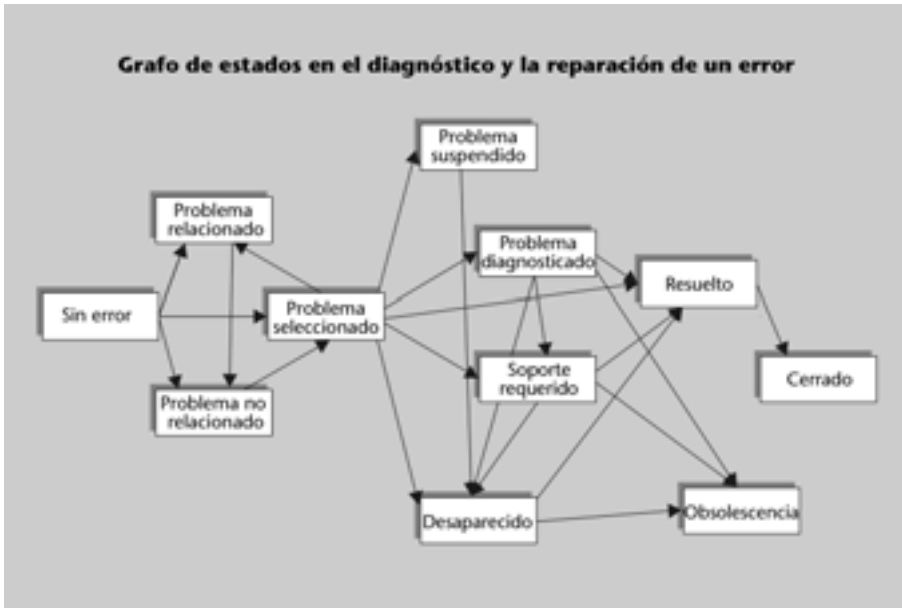 Grafo de estados en el diagnóstico y la reparación de un error
Problema
suspendido
Problema
relacionado
Problema
diagnosticado
Resuelto
Sin error
Problema
seleccionado
Soporte
requerido
Cerrado
Problema no
relacionado
Desaparecido
Obsolescencia